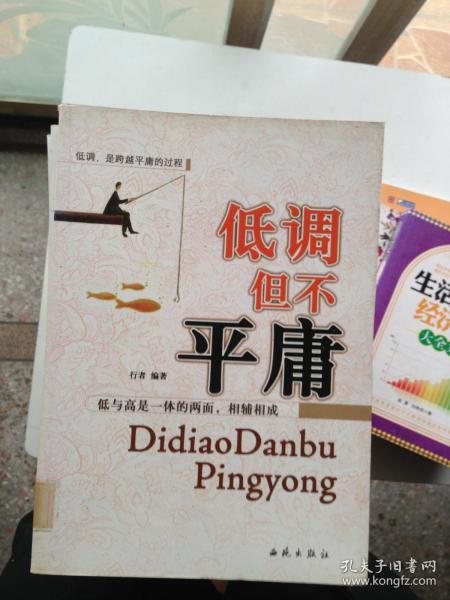 低调，是跨越平庸的过程
低调
但不
平庸
行者 编著
低与高是一体的两面，相辅相成
DidiaoDanbu
Pingyong
西苑出版社
生活
经济
大全
孔夫子旧书网
www.kongfz.com